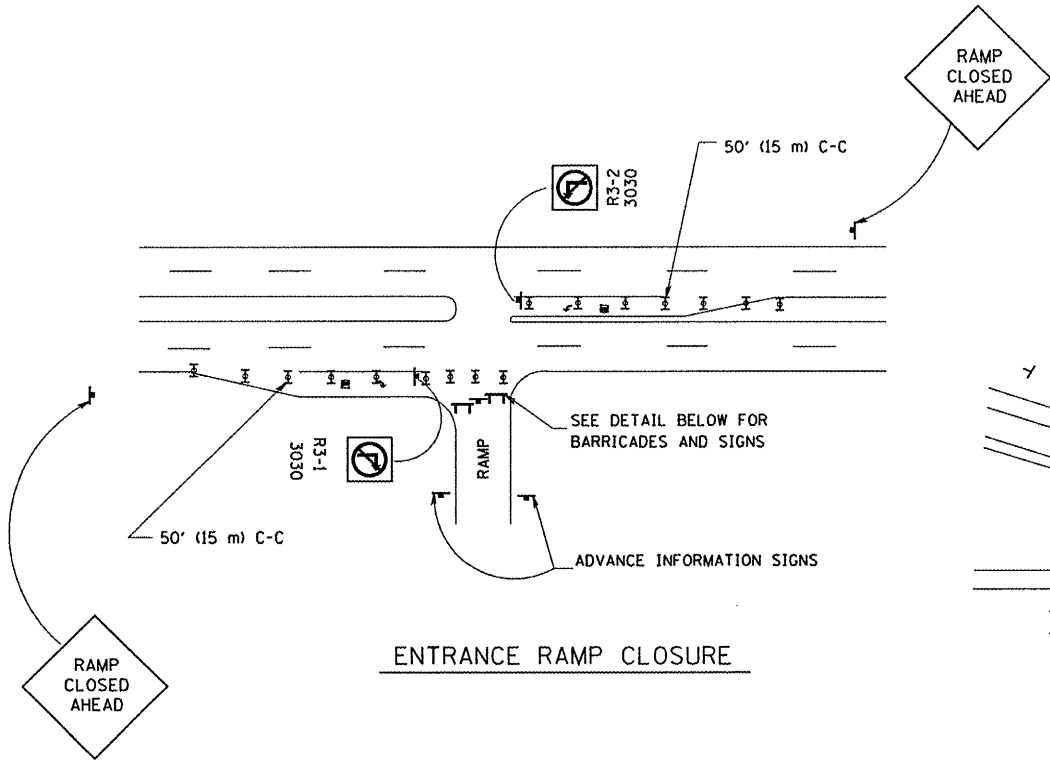 RAMP
CLOSED
AHEAD
50' (15 m) C-C
R3-2
3030
SEE DETAIL BELOW FOR
BARRICADES AND SIGNS
R3-1
3030
RAMP
50' (15 m) C-C
ADVANCE INFORMATION SIGNS
ENTRANCE RAMP CLOSURE
RAMP
CLOSED
AHEAD